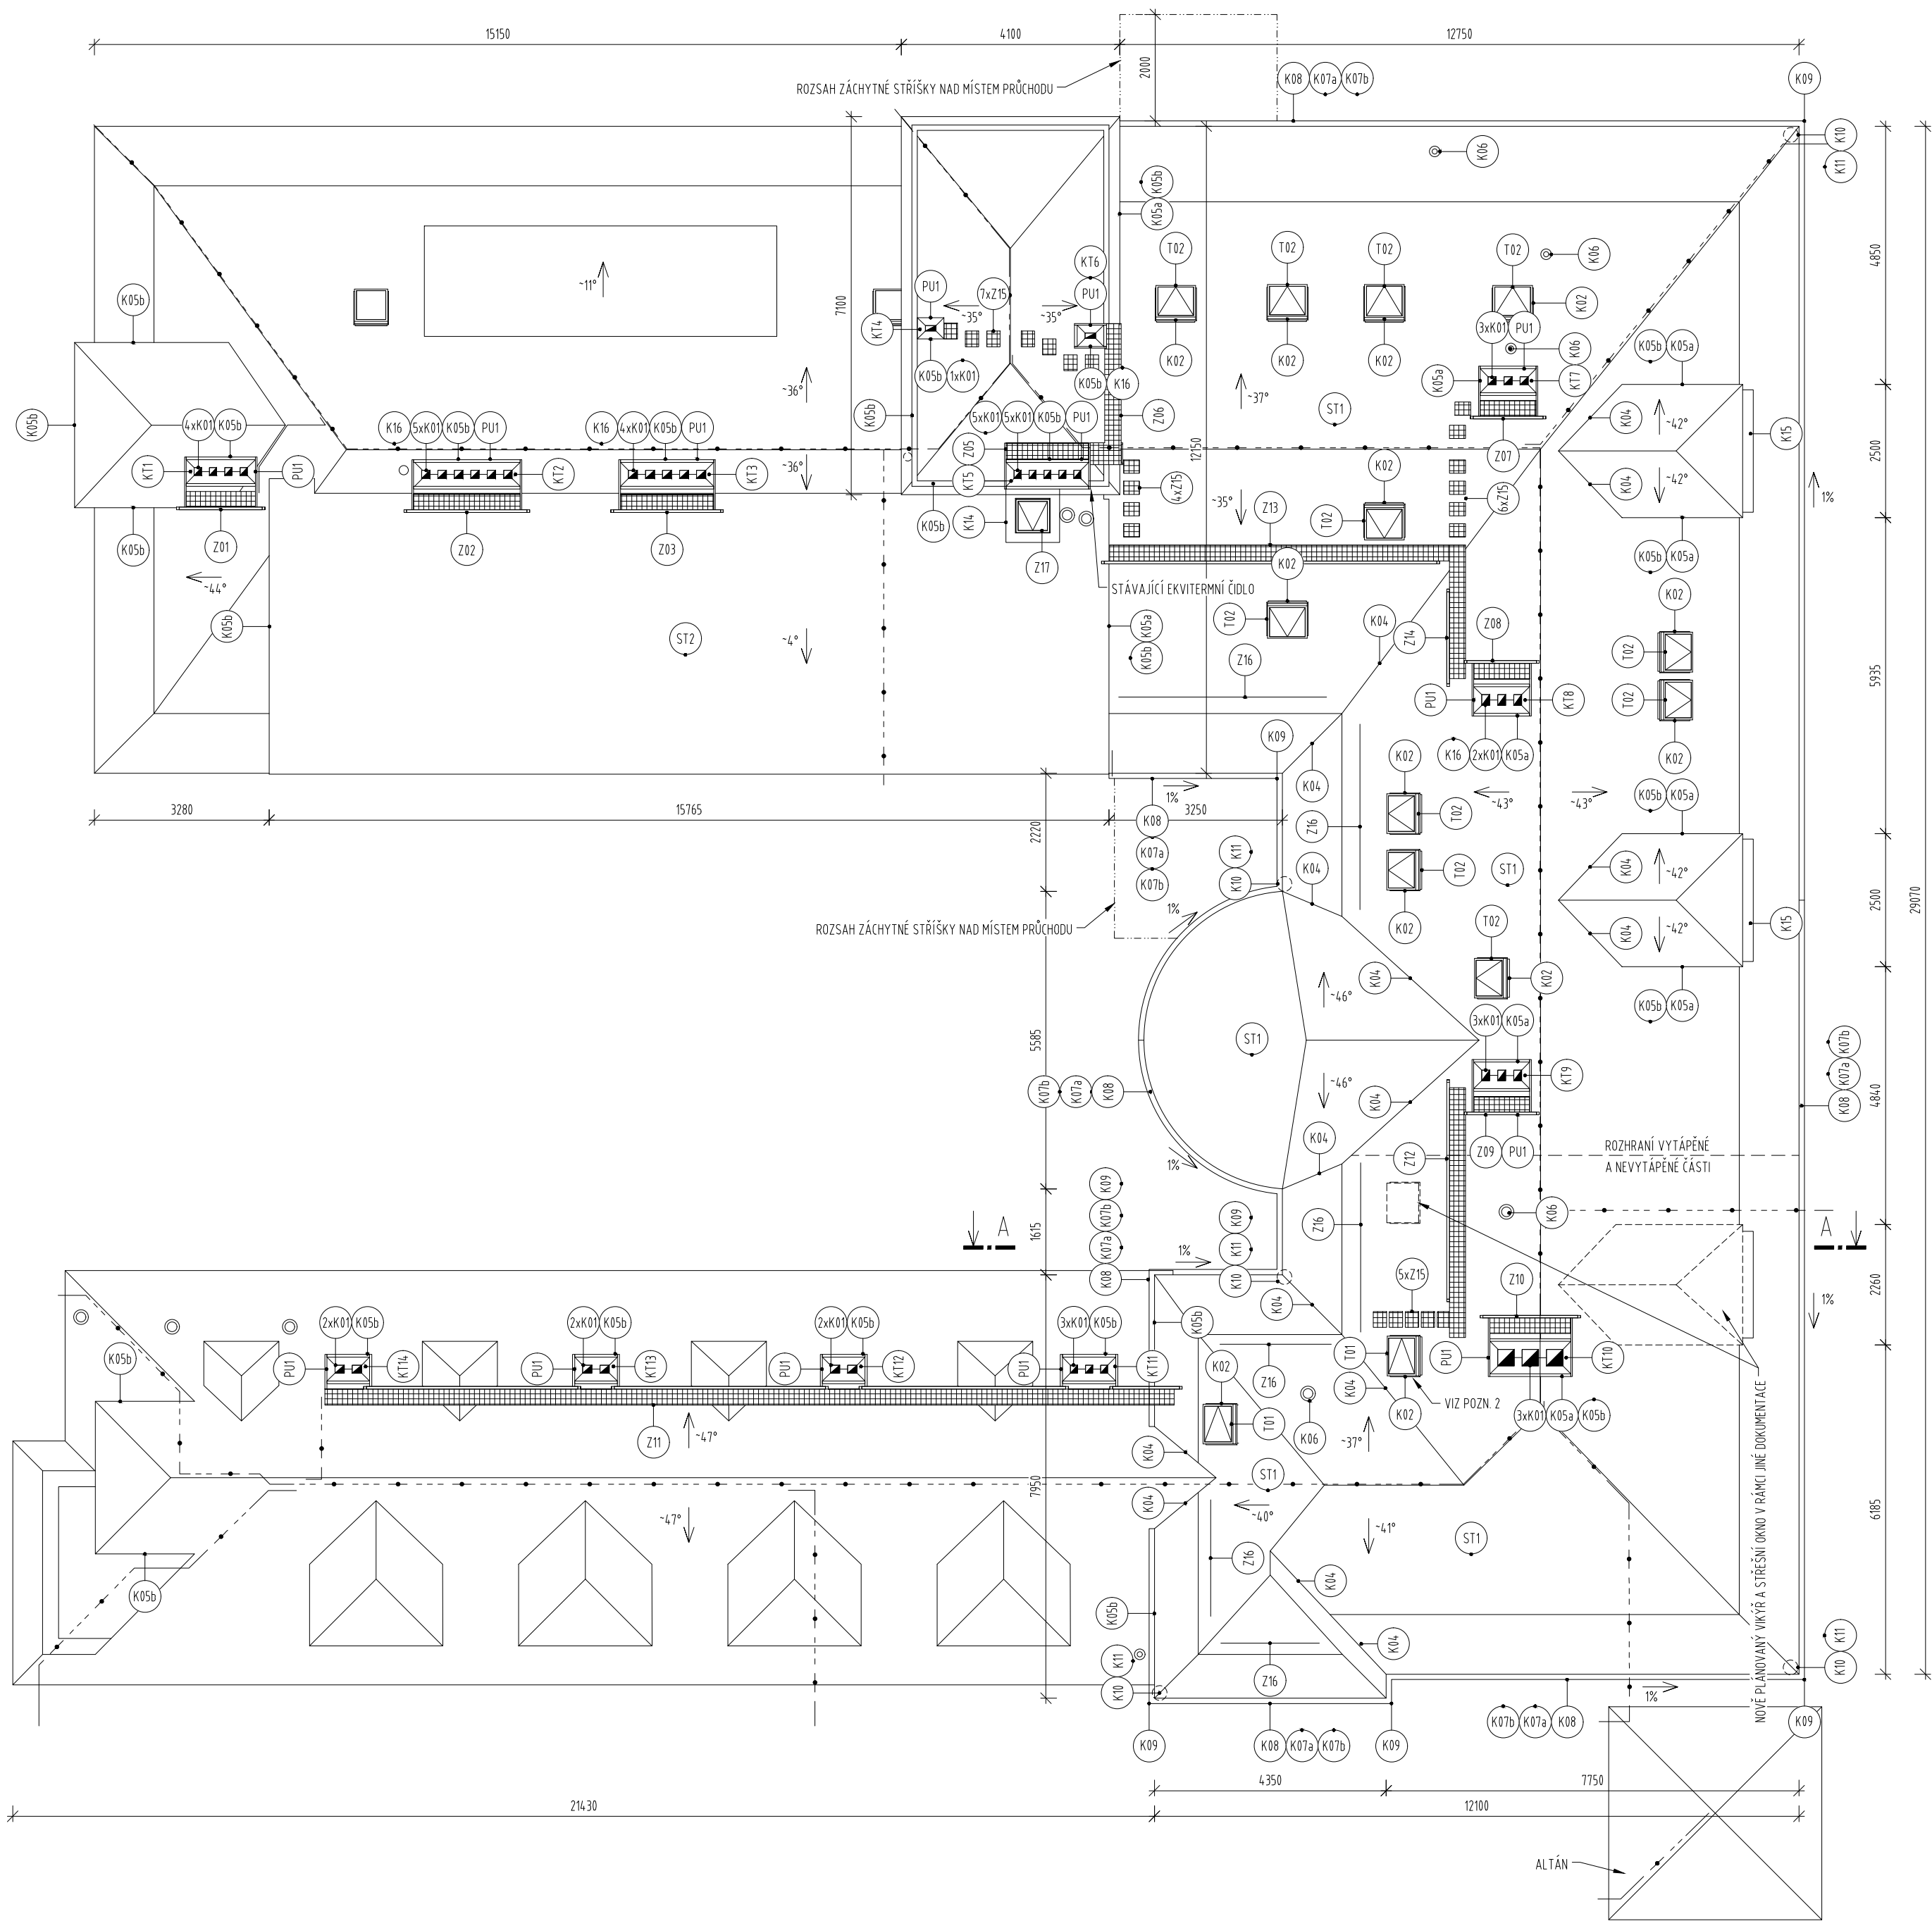 15150
4100
12750
2000
ROZSAH ZÁCHYTNÉ STŘÍŠKY NAD MÍSTEM PRŮCHODU
K08 K07a K07b
K09
K10
K11
K06
K05b
K05a
7100
~11°
T02
T02
T02
T02
K06
4850
KT6
PU1
7xZ15
PU1
K02
K05b
~35°
~35°
KT4
3xK01 PU1
K02
K02
K02
K06
K05b K05a
K05b 1xK01
K05b K16
~36°
~37°
K05a
KT7
ST1
K04
~42°
K15
2500
29070
K05b
4xK01 K05b
K16 5xK01 K05b PU1
K16 4xK01 K05b PU1
K05b
5xK01 5xK01 K05b PU1
Z06
12150
Z05
KT5
Z07
KT1
PU1
KT2
KT3
~36°
K02
4xZ15
~35°
6xZ15
K04
~42°
1%
K05b
Z01
Z02
Z03
K05b
K14
Z13
T02
K05b K05a
Z17
K02
STÁVAJÍCÍ EKVITERMNÍ ČIDLO
~44°
K05b
ST2
~4°
K05a
K05b
T02
K04
Z14
Z08
K02
T02
5935
Z16
PU1
KT8
T02
K09
K16 2xK01 K05a
K02
K02
K04
~43°
~43°
K05b K05a
1%
3280
15765
3250
K08
K07a
K07b
Z16
T02
2220
K11
K10
K04
T02
ST1
K04
~42°
K15
2500
K04
~42°
1%
ROZSAH ZÁCHYTNÉ STŘÍŠKY NAD MÍSTEM PRŮCHODU
K02
T02
K04
K02
K05b K05a
~46°
3xK01 K05a
ST1
5585
K07b K07a K08
~46°
KT9
K04
K07b
K07a
K08
4840
K04
1%
Z12
Z09 PU1
ROZHRANÍ VYTÁPĚNÉ
A NEVYTÁPĚNÉ ČÁSTI
K09
K07b
K07a
K08
K09
K11
K10
Z16
K06
A
A
1615
1%
2260
K04
5xZ15
Z10
1%
K05b
2xK01 K05b
2xK01 K05b
2xK01 K05b
3xK01 K05b
K05b
PU1
KT14
PU1
KT13
PU1
KT12
PU1
KT11
K02
Z16
T01
PU1
KT10
K04
VIZ POZN. 2
K02
3xK01 K05a K05b
Z11
~47°
T01
K06
~37°
K04
ST1
7950
K04
~47°
~40°
~41°
ST1
6185
Z16
K04
K05b
K05b
K04
K11
K10
Z16
NOVĚ PLÁNOVANÝ VIKÝŘ A STŘEŠNÍ OKNO V RÁMCI JINÉ DOKUMENTACE
K11
K10
1%
K07b K07a K08
K09
K09
K08 K07a K07b
K09
4350
7750
21430
12100
ALTÁN